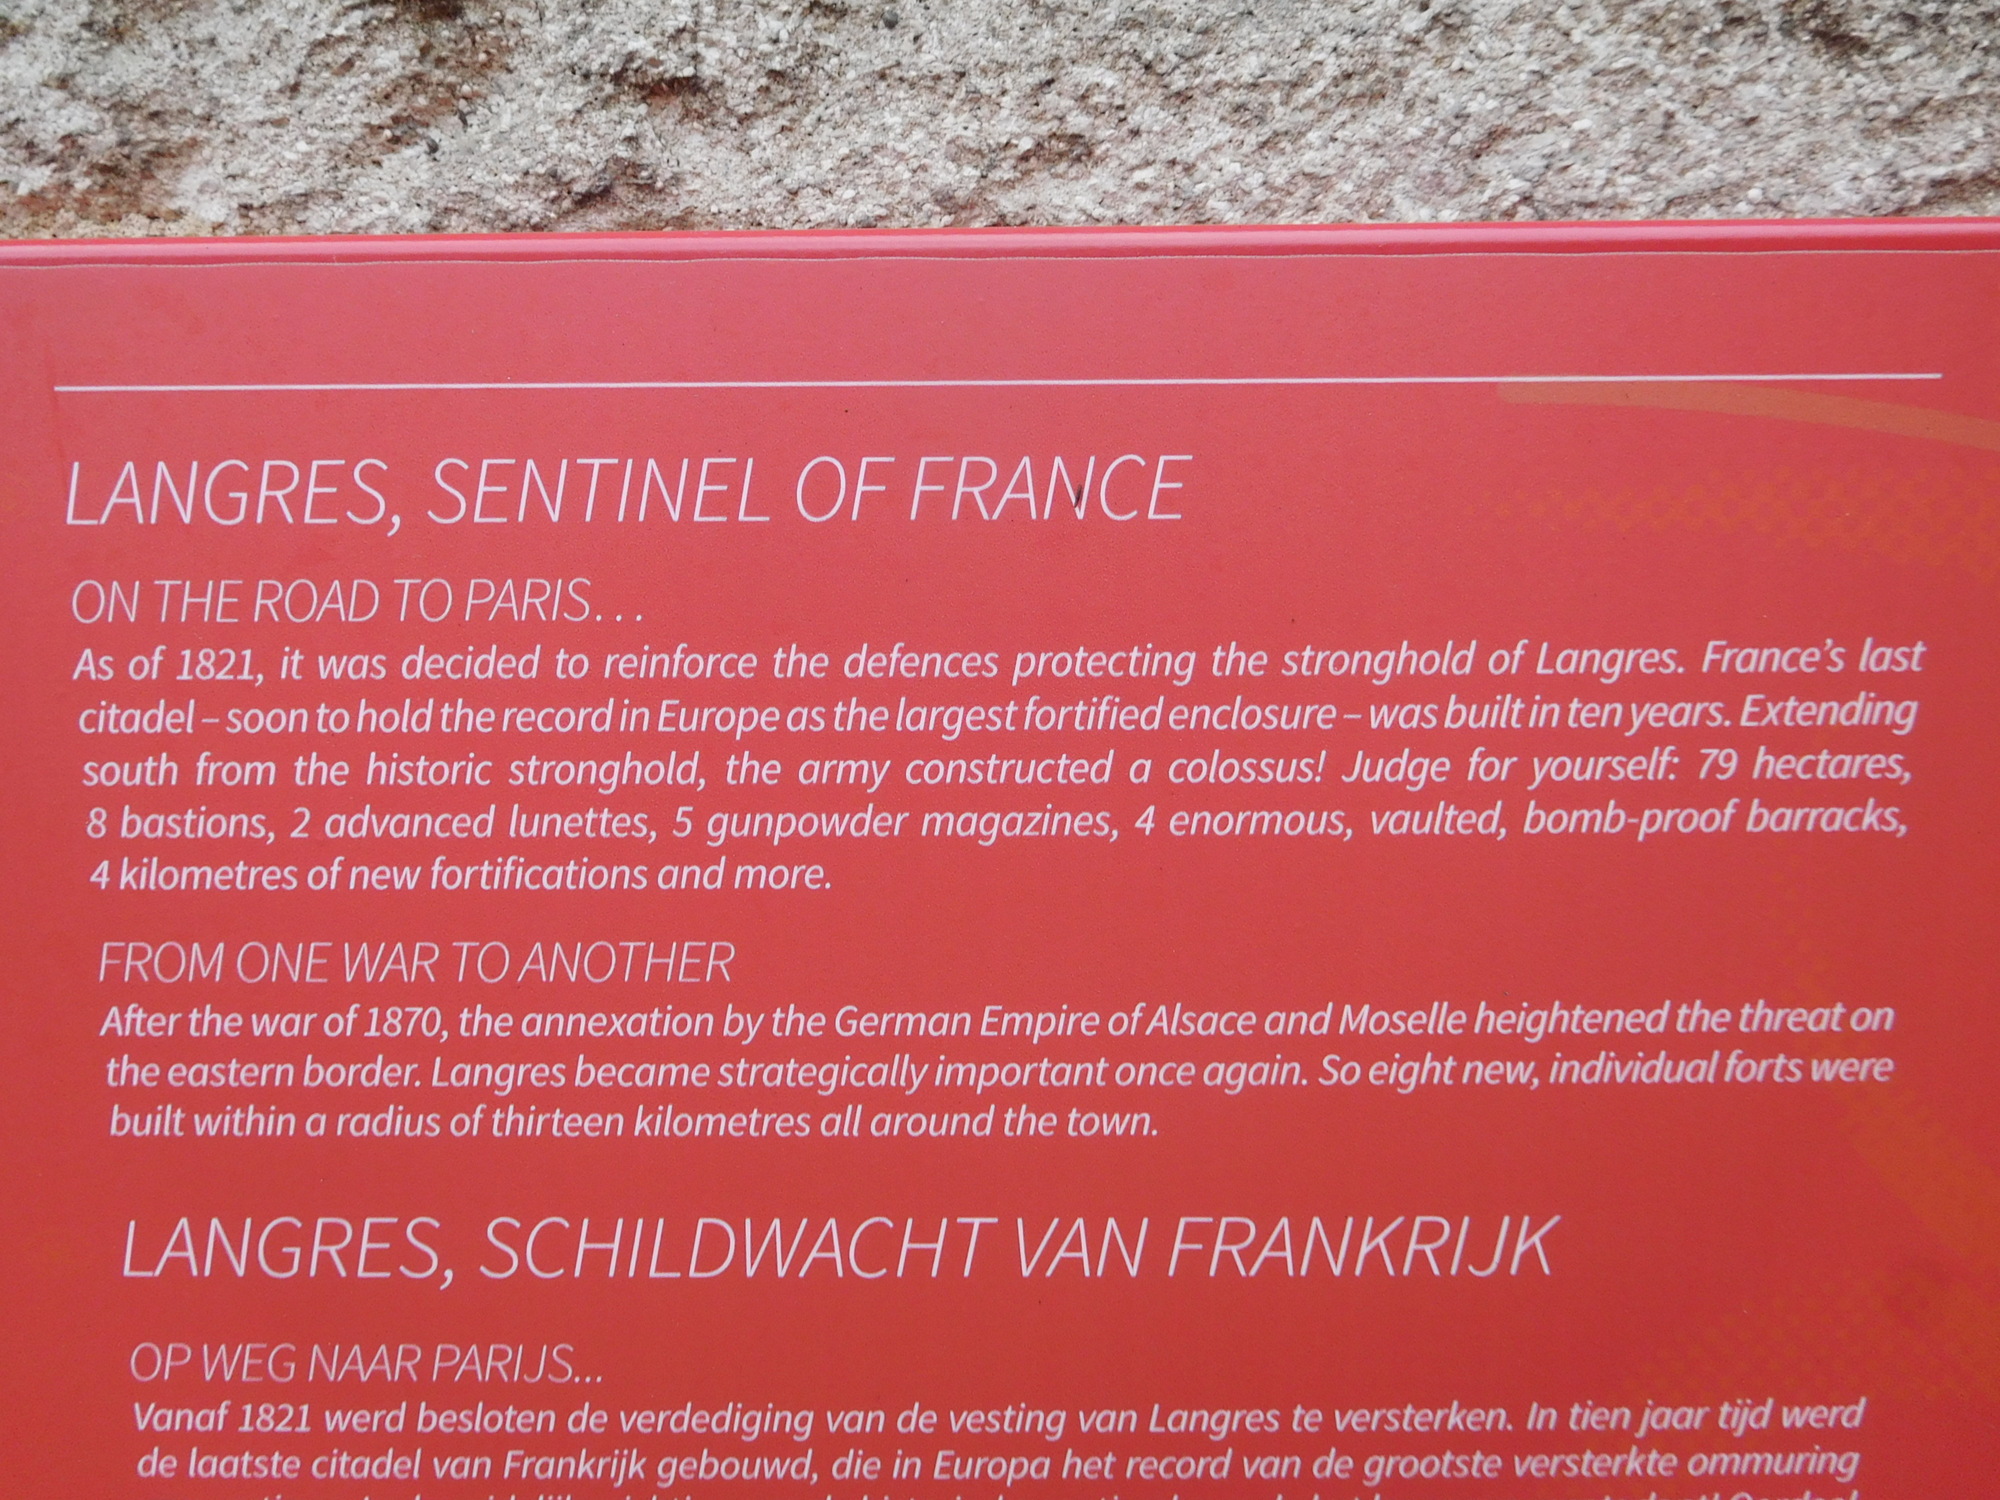 LANGRES, SENTINEL OF FRANCE
ON THE ROAD TO PARIS…
As of 1821, it was decided to reinforce the defences protecting the stronghold of Langres. France's last
citadel – soon to hold the record in Europe as the largest fortified enclosure – was built in ten years. Extending
south from the historic stronghold, the army constructed a colossus! Judge for yourself: 79 hectares,
8 bastions, 2 advanced lunettes, 5 gunpowder magazines, 4 enormous, vaulted, bomb-proof barracks,
4 kilometres of new fortifications and more.
FROM ONE WAR TO ANOTHER
After the war of 1870, the annexation by the German Empire of Alsace and Moselle heightened the threat on
the eastern border. Langres became strategically important once again. So eight new, individual forts were
built within a radius of thirteen kilometres all around the town.
LANGRES, SCHILDWACHT VAN FRANKRIJK
OP WEG NAAR PARIJS...
Vanaf 1821 werd besloten de verdediging van de vesting van Langres te versterken. In tien jaar tijd werd
de laatste citadel van Frankrijk gebouwd, die in Europa het record van de grootste versterkte ommuring